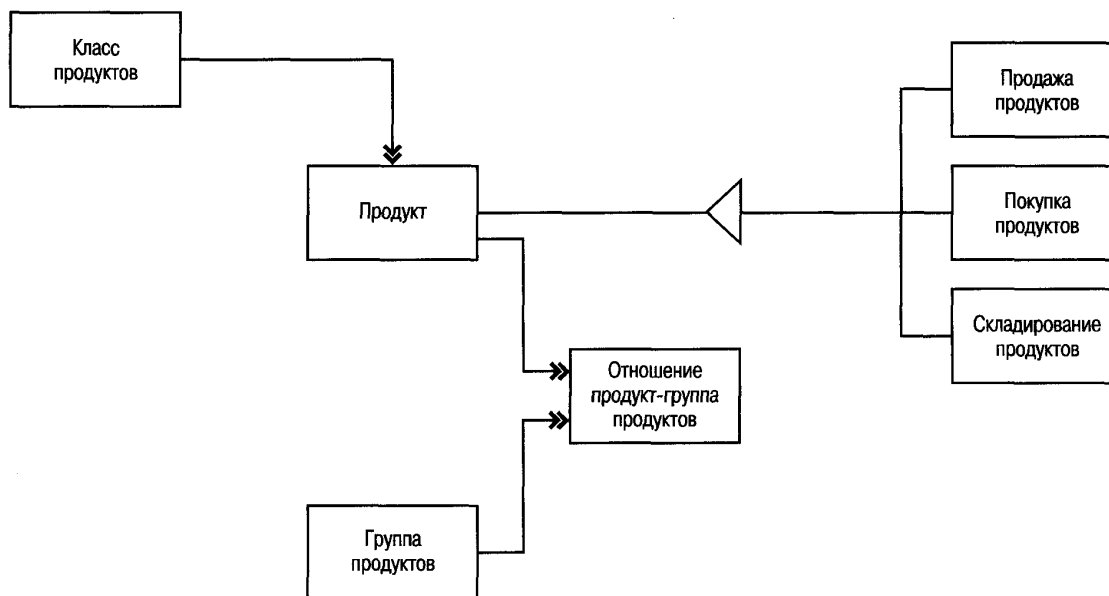 Класс
продуктов
Продажа
продуктов
Продукт
Покупка
продуктов
Складирование
продуктов
Отношение
продукт-группа
продуктов
Группа
продуктов